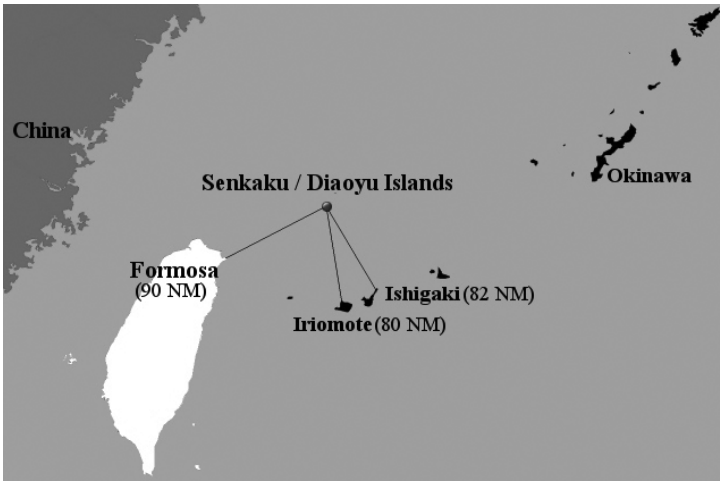 China
Okinawa
Senkaku / Diaoyu Islands
Formosa
(90 NM)
Ishigaki (82 NM)
Iriomote (80 NM)